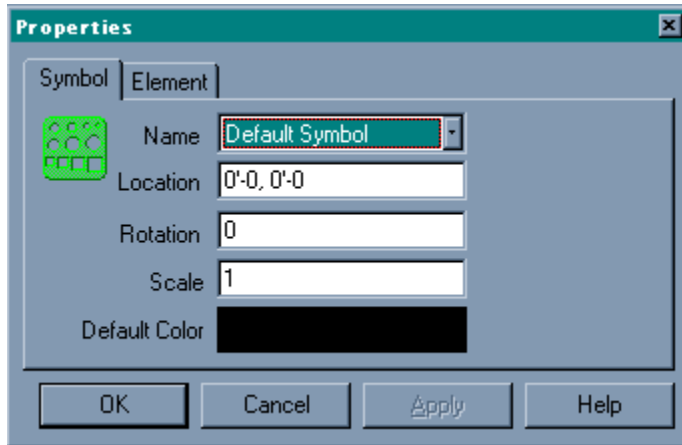 Properties
Symbol Element
Name Default Symbol
Location 0'-0, 0'-0
Rotation 0
Scale 1
Default Color
OK Cancel Apply Help